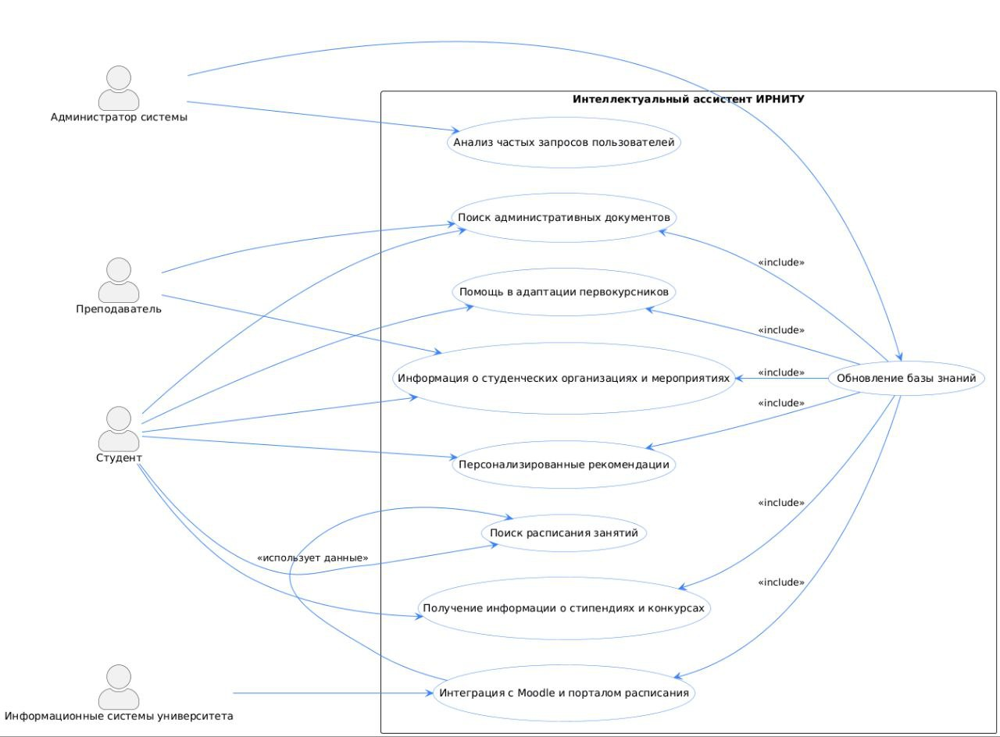 Интеллектуальный ассистент ИРНИТУ
Администратор системы
Анализ частых запросов пользователей
Поиск административных документов
«include»
Преподаватель
Помощь в адаптации первокурсников
«include»
Информация о студенческих организациях и мероприятиях
«include»
Обновление базы знаний
«include»
Студент
Персонализированные рекомендации
«include»
Поиск расписания занятий
«использует данные»
«include»
Получение информации о стипендиях и конкурсах
Интеграция с Moodle и порталом расписания
Информационные системы университета